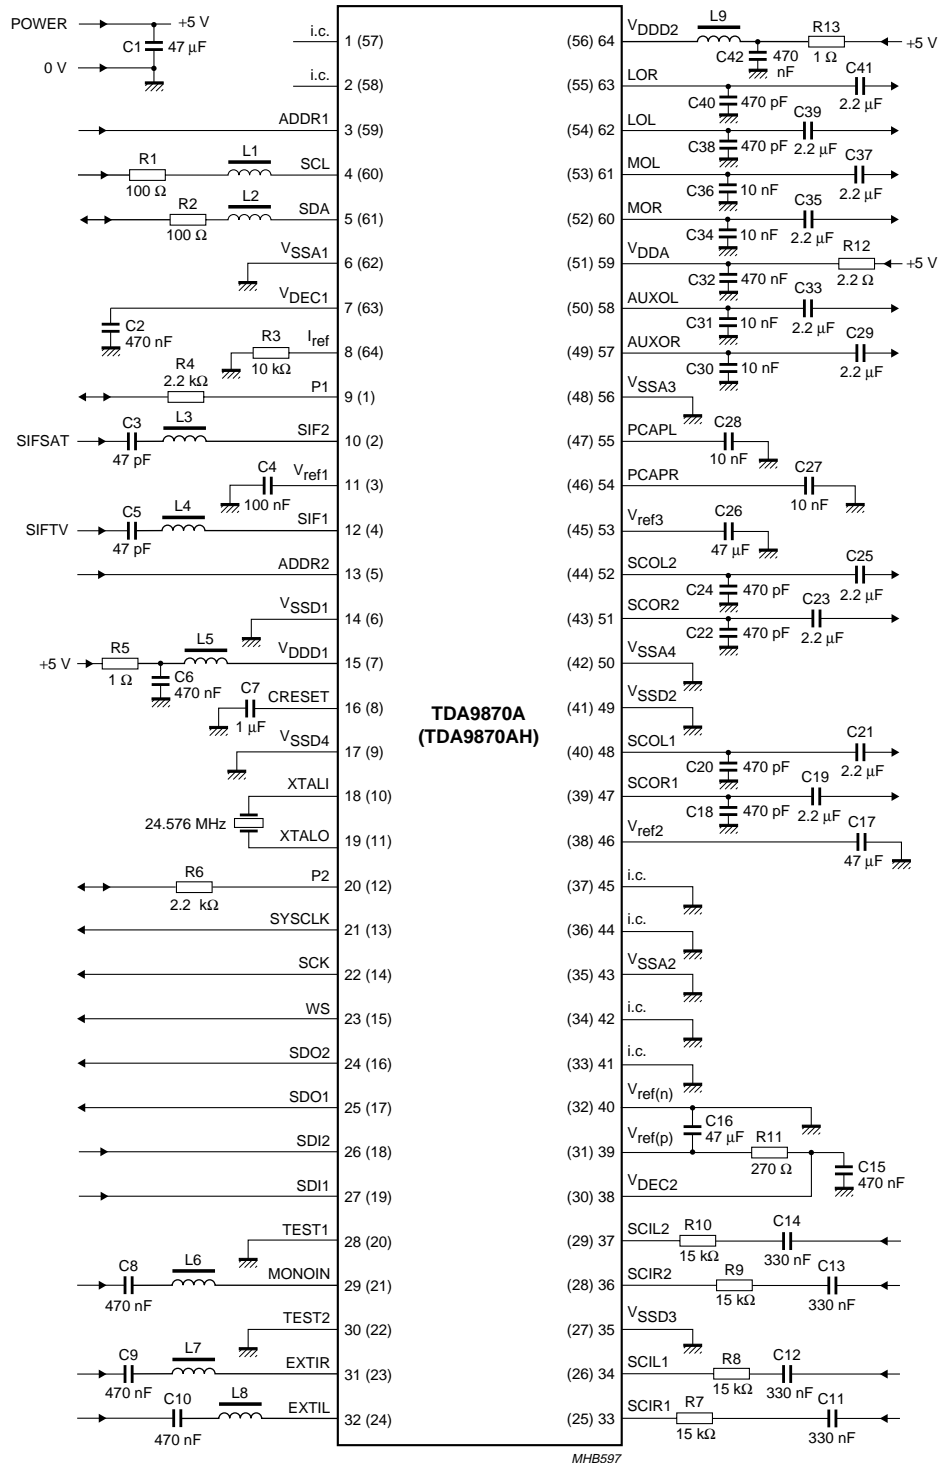 POWER
+5 V
C1
47 μF
0 V
i.c.
1 (57)
i.c.
2 (58)
ADDR1
3 (59)
R1
100 Ω
L1
SCL
4 (60)
R2
100 Ω
L2
SDA
5 (61)
VSSA1
6 (62)
VDEC1
7 (63)
C2
470 nF
R3
10 kΩ
Iref
8 (64)
R4
2.2 kΩ
P1
9 (1)
SIFSAT
C3
47 pF
L3
SIF2
10 (2)
C4
100 nF
Vref1
11 (3)
SIFTV
C5
47 pF
L4
SIF1
12 (4)
ADDR2
13 (5)
VSSD1
14 (6)
+5 V
R5
1 Ω
L5
C6
470 nF
VDDD1
15 (7)
C7
1 μF
CRESET
16 (8)
VSSD4
17 (9)
XTALI
18 (10)
24.576 MHz
XTALO
19 (11)
R6
2.2 kΩ
P2
20 (12)
SYSCLK
21 (13)
SCK
22 (14)
WS
23 (15)
SDO2
24 (16)
SDO1
25 (17)
SDI2
26 (18)
SDI1
27 (19)
TEST1
28 (20)
C8
470 nF
L6
MONOIN
29 (21)
TEST2
30 (22)
C9
470 nF
L7
EXTIR
31 (23)
C10
470 nF
L8
EXTIL
32 (24)
TDA9870A
(TDA9870AH)
(56) 64
VDDD2
L9
C42
470
nF
R13
1 Ω
+5 V
(55) 63
LOR
C40
470 pF
C41
2.2 μF
(54) 62
LOL
C38
470 pF
C39
2.2 μF
(53) 61
MOL
C36
10 nF
C37
2.2 μF
(52) 60
MOR
C34
10 nF
C35
2.2 μF
(51) 59
VDDA
C32
470 nF
R12
2.2 Ω
+5 V
(50) 58
AUXOL
C31
10 nF
C33
2.2 μF
(49) 57
AUXOR
C30
10 nF
C29
2.2 μF
(48) 56
VSSA3
(47) 55
PCAPL
C28
10 nF
(46) 54
PCAPR
C27
10 nF
(45) 53
Vref3
C26
47 μF
(44) 52
SCOL2
C24
470 pF
C25
2.2 μF
(43) 51
SCOR2
C22
470 pF
C23
2.2 μF
(42) 50
VSSA4
(41) 49
VSSD2
(40) 48
SCOL1
C20
470 pF
C21
2.2 μF
(39) 47
SCOR1
C18
470 pF
C19
2.2 μF
(38) 46
Vref2
C17
47 μF
(37) 45
i.c.
(36) 44
i.c.
(35) 43
VSSA2
(34) 42
i.c.
(33) 41
i.c.
(32) 40
Vref(n)
C16
47 μF
(31) 39
Vref(p)
R11
270 Ω
C15
470 nF
(30) 38
VDEC2
(29) 37
SCIL2
R10
15 kΩ
C14
330 nF
(28) 36
SCIR2
R9
15 kΩ
C13
330 nF
(27) 35
VSSD3
(26) 34
SCIL1
R8
15 kΩ
C12
330 nF
(25) 33
SCIR1
R7
15 kΩ
C11
330 nF
MHB597